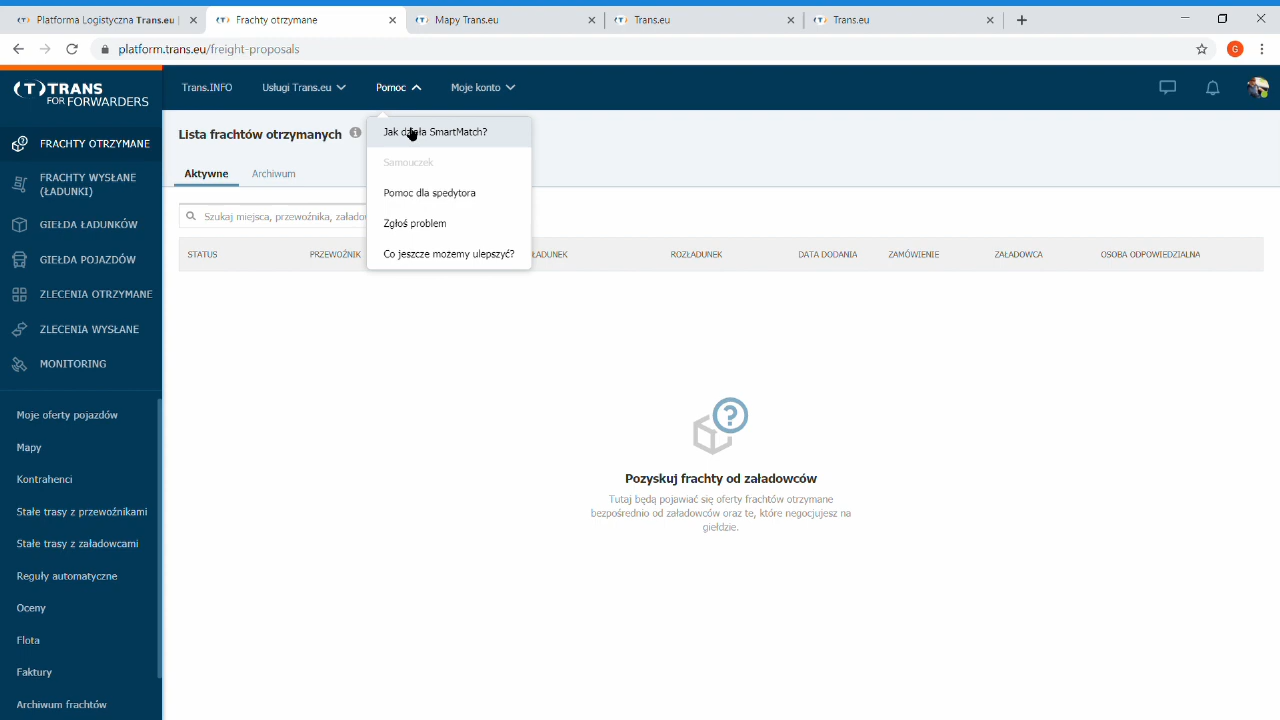 Platforma Logistyczna Trans.eu |
Frachty otrzymane
Mapy Trans.eu
Trans.eu
Trans.eu
platform.trans.eu/freight-proposals
G
(T) TRANS
FOR FORWARDERS
Trans.INFO
Usługi Trans.eu
Pomoc
Moje konto
FRACHTY OTRZYMANE
FRACHTY WYSŁANE
(ŁADUNKI)
GIEŁDA ŁADUNKÓW
GIEŁDA POJAZDÓW
ZLECENIA OTRZYMANE
ZLECENIA WYSŁANE
MONITORING
Moje oferty pojazdów
Mapy
Kontrahenci
Stałe trasy z przewoźnikami
Stałe trasy z załadowcami
Reguły automatyczne
Oceny
Flota
Faktury
Archiwum frachtów
Lista frachtów otrzymanych
Aktywne
Archiwum
Szukaj miejsca, przewoźnika, załadow
Jak działa SmartMatch?
Samouczek
Pomoc dla spedytora
Zgłoś problem
Co jeszcze możemy ulepszyć?
STATUS
PRZEWOŹNIK
ŁADUNEK
ROZŁADUNEK
DATA DODANIA
ZAMÓWIENIE
ZAŁADOWCA
OSOBA ODPOWIEDZIALNA
Pozyskuj frachty od załadowców
Tutaj będą pojawiać się oferty frachtów otrzymane
bezpośrednio od załadowców oraz te, które negocjujesz na
giełdzie.